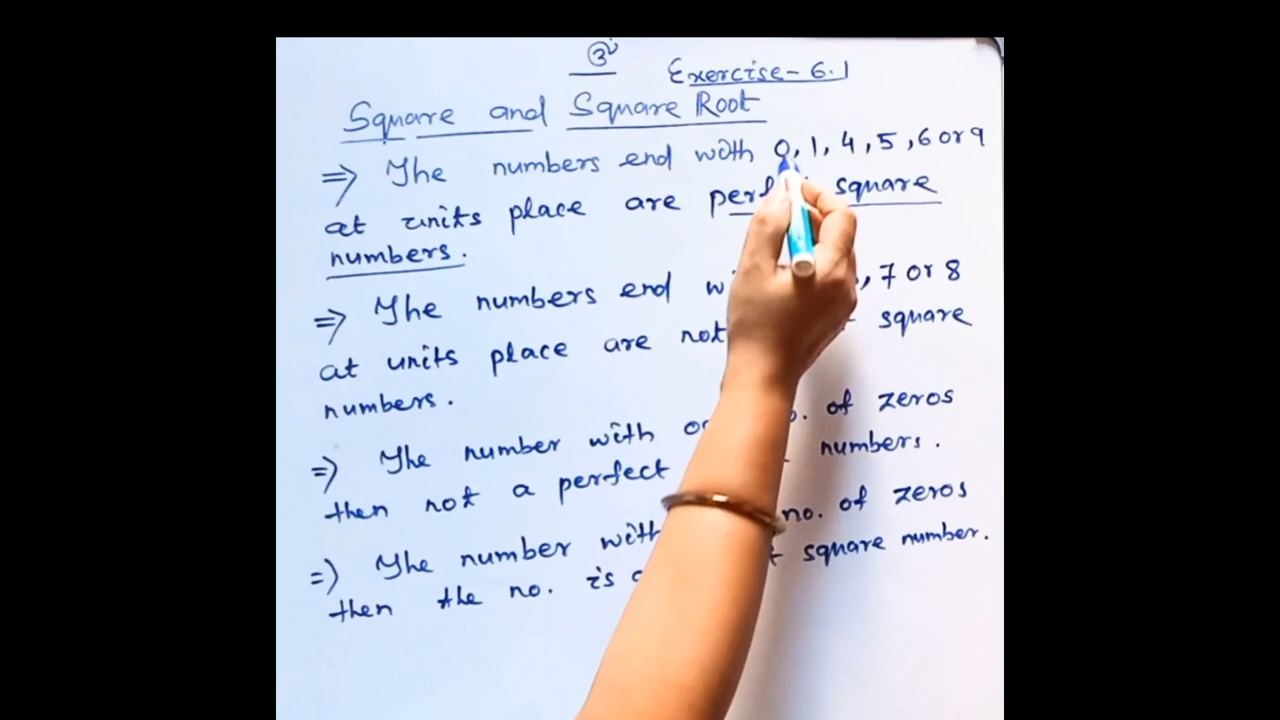 3
Exercise - 6.1
Square and Square Root
⇒ The numbers end with 0, 1, 4, 5, 6 or 9
at units place are square
numbers.
⇒ The numbers end , 7 or 8
at units place are not square
numbers.
⇒ The number with of zeros
then not a perfect numbers.
⇒ The number with no. of zeros
then the no. is square number.